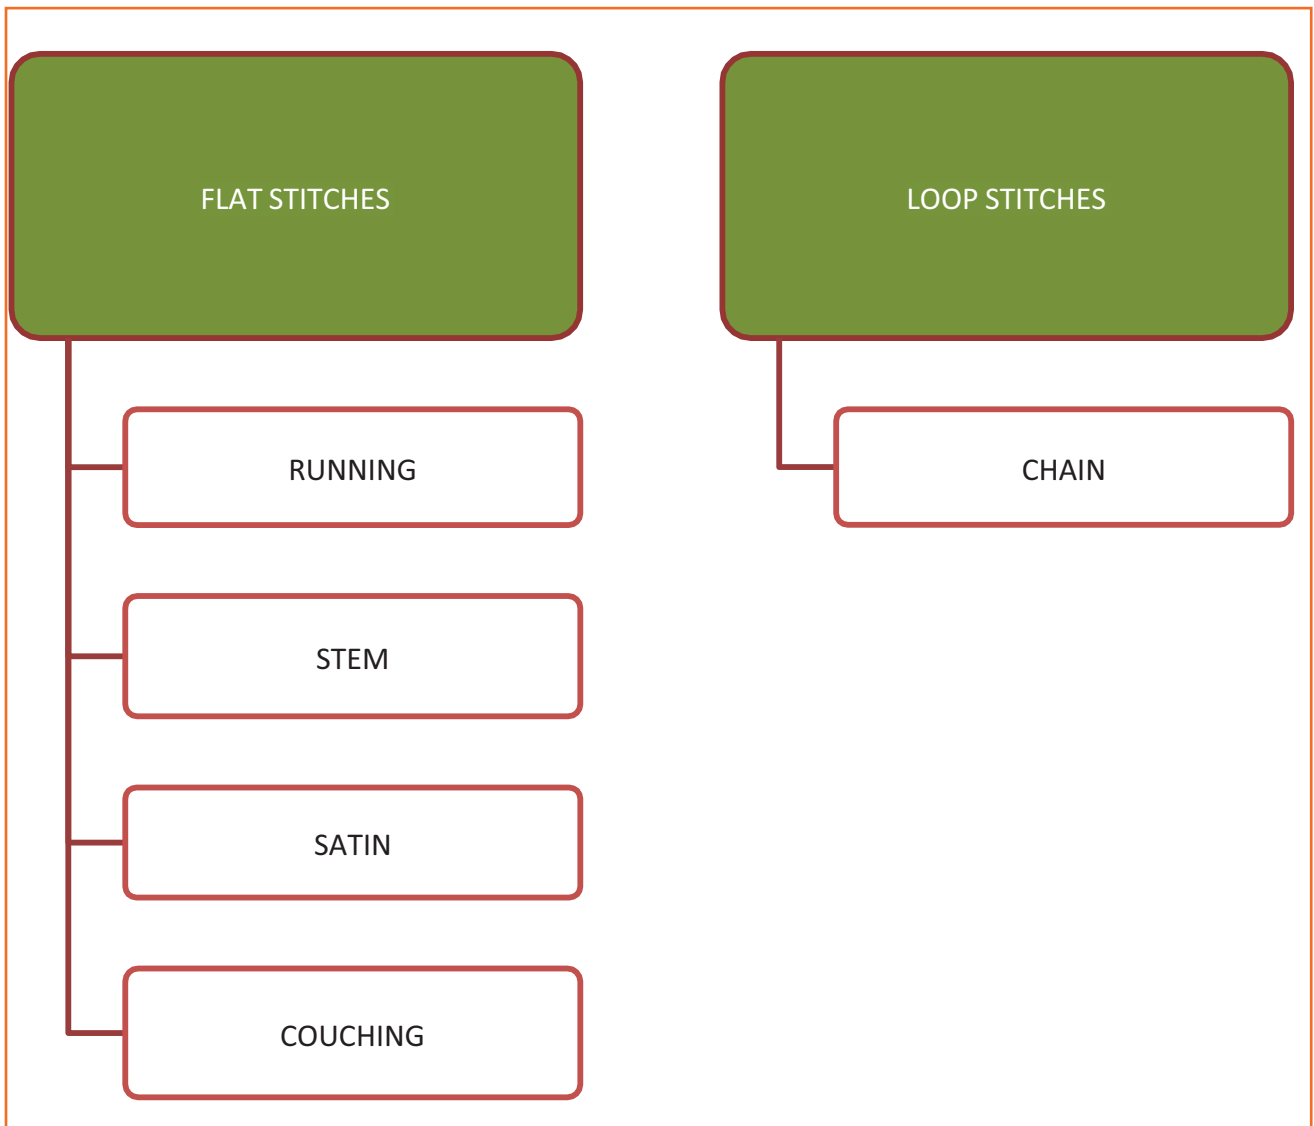 FLAT STITCHES
RUNNING
STEM
SATIN
COUCHING
LOOP STITCHES
CHAIN